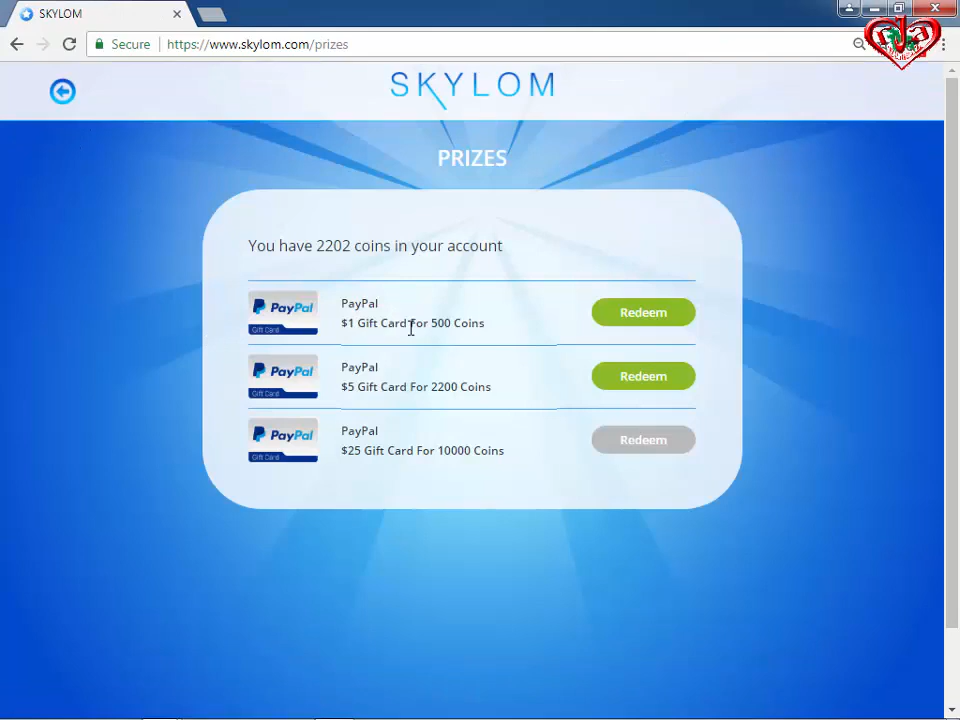 SKYLOM
Secure
https://www.skylom.com/prizes
SKYLOM
PRIZES
You have 2202 coins in your account
PayPal
Gift Card
PayPal
$1 Gift Card For 500 Coins
Redeem
PayPal
Gift Card
PayPal
$5 Gift Card For 2200 Coins
Redeem
PayPal
Gift Card
PayPal
$25 Gift Card For 10000 Coins
Redeem